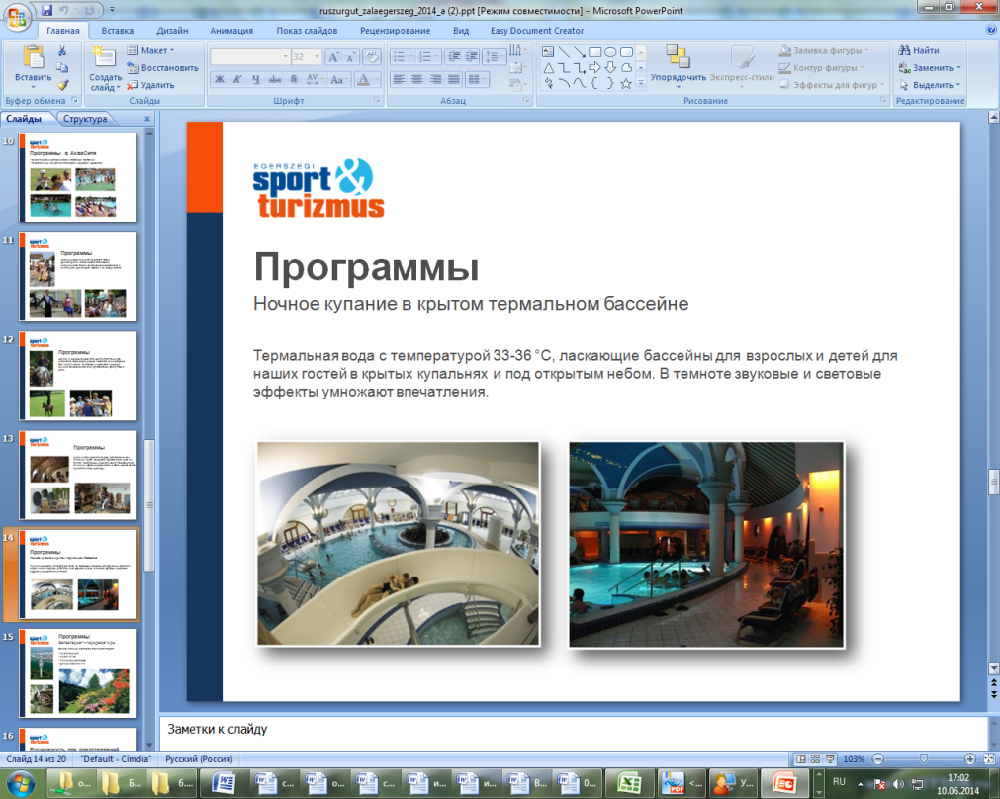 ruszurgut_zalaegerszeg_2014_a (2).ppt [Режим совместимости] - Microsoft PowerPoint
Главная Вставка Дизайн Анимация Показ слайдов Рецензирование Вид Easy Document Creator
Вставить
Буфер обмена
Создать слайд
Макет
Восстановить
Удалить
Слайды
32
Ж К Ч abc S AV Aa A
Шрифт
Абзац
Упорядочить
Экспресс-стили
Заливка фигуры
Контур фигуры
Эффекты для фигур
Рисование
Найти
Заменить
Выделить
Редактирование
Слайды Структура
10
Программы в АкваСити
11
Программы
12
Программы
13
Программы
14
Программы
15
Программы
16
EGERSZEGI
sport &
turizmus
Программы
Ночное купание в крытом термальном бассейне
Термальная вода с температурой 33-36 °C, ласкающие бассейны для взрослых и детей для
наших гостей в крытых купальнях и под открытым небом. В темноте звуковые и световые
эффекты умножают впечатления.
Заметки к слайду
Слайд 14 из 20 "Default - Cimdia" Русский (Россия) 103%
RU 17:02
10.06.2014